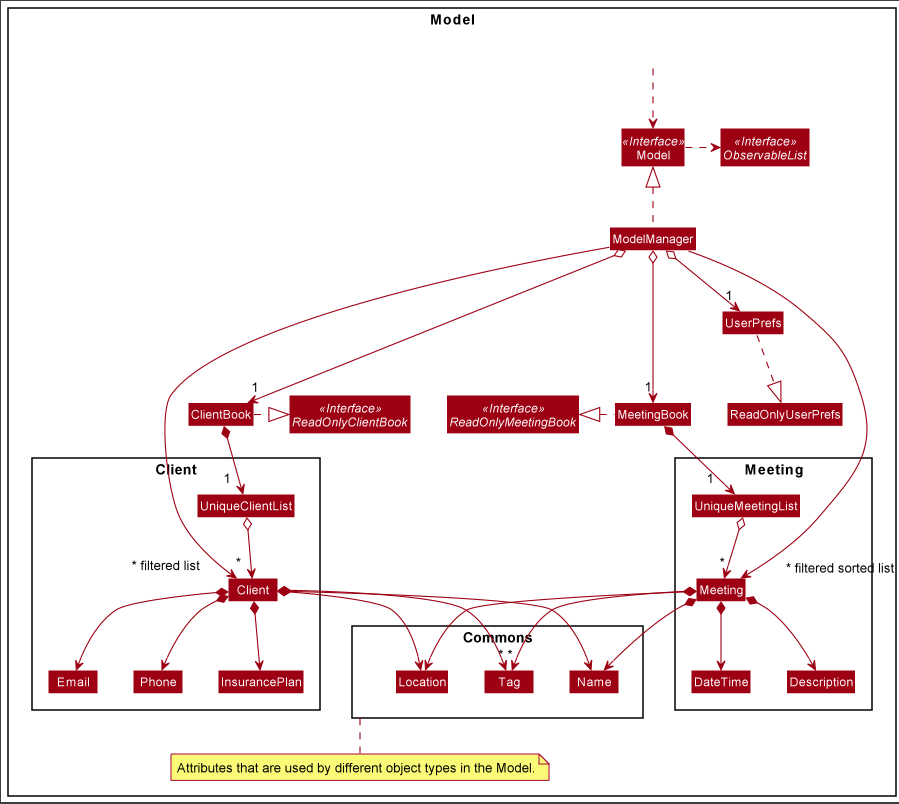 Model
«Interface»
Model
«Interface»
ObservableList
ModelManager
1
UserPrefs
1
1
ClientBook
«Interface»
ReadOnlyClientBook
«Interface»
ReadOnlyMeetingBook
MeetingBook
ReadOnlyUserPrefs
Client
Meeting
1
1
UniqueClientList
UniqueMeetingList
*
*
* filtered list
* filtered sorted list
Client
Meeting
Commons
* *
Email
Phone
InsurancePlan
Location
Tag
Name
DateTime
Description
Attributes that are used by different object types in the Model.